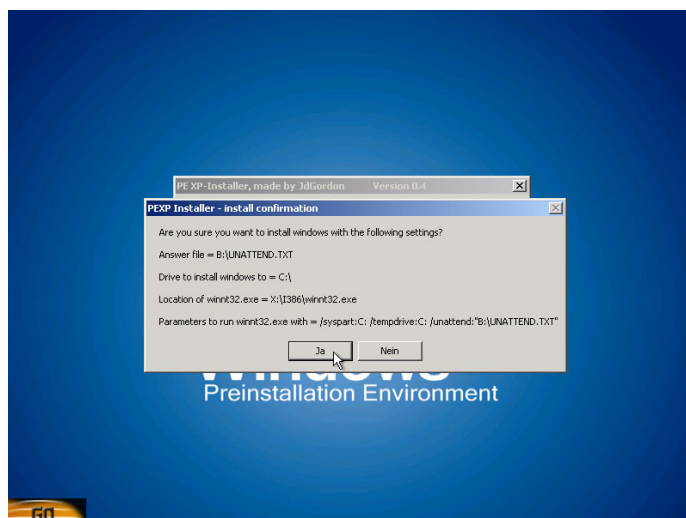 PE XP-Installer, made by JdGordon Version 0.4
PEXP Installer - install confirmation
Are you sure you want to install windows with the following settings?
Answer file = B:\UNATTEND.TXT
Drive to install windows to = C:\
Location of winnt32.exe = X:\I386\winnt32.exe
Parameters to run winnt32.exe with = /syspart:C: /tempdrive:C: /unattend:"B:\UNATTEND.TXT"
Ja Nein
Windows
Preinstallation Environment
GO